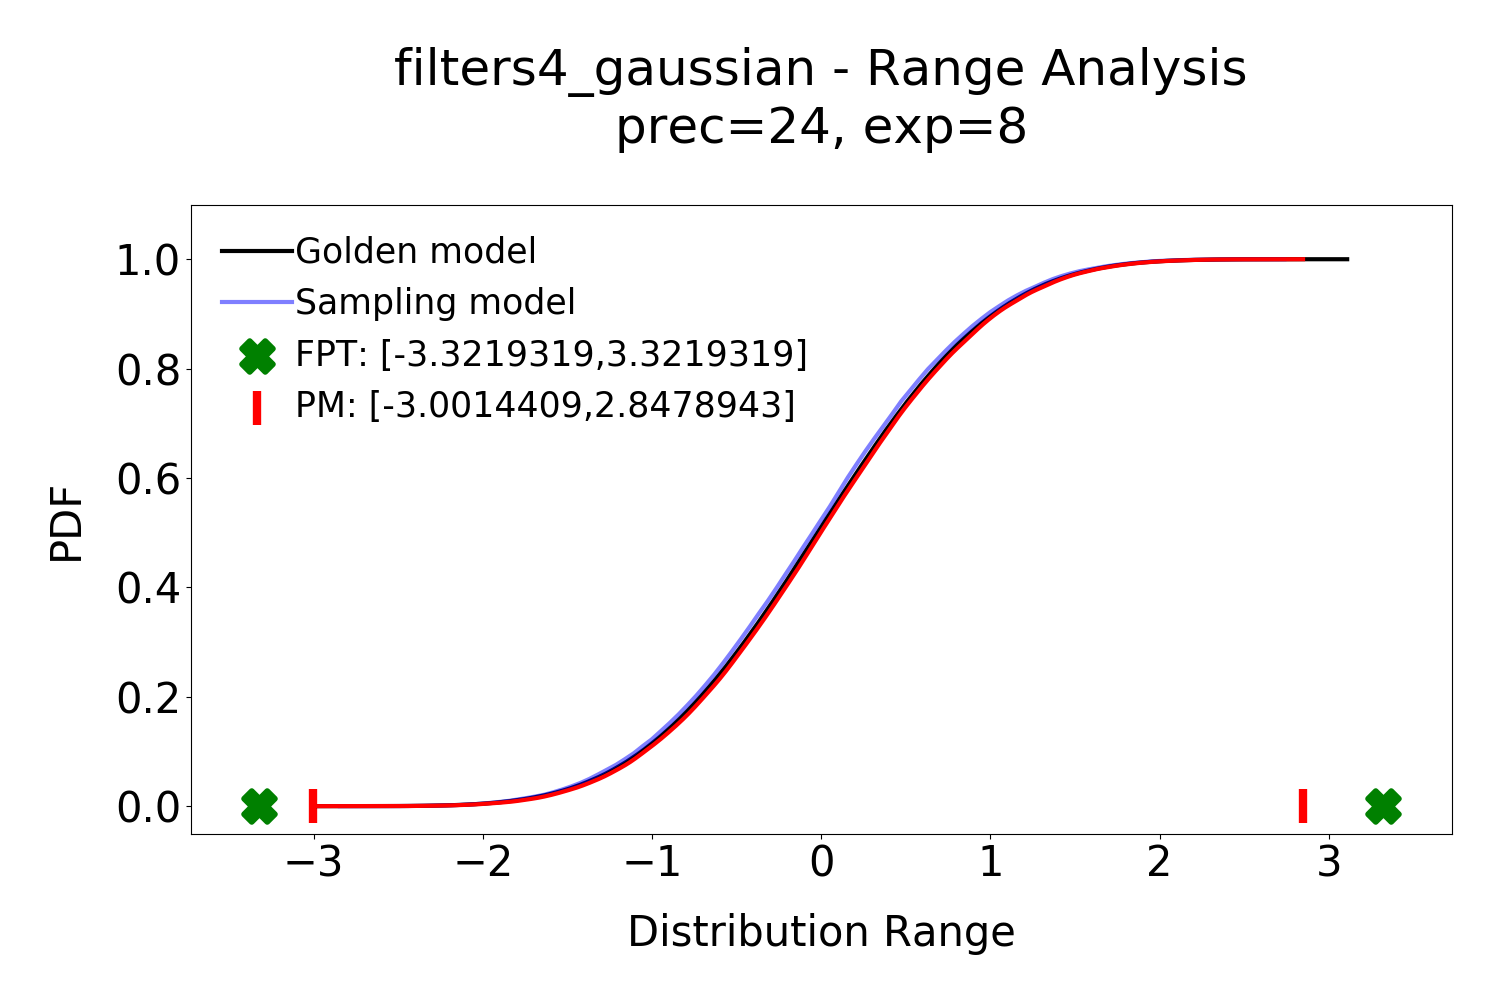 filters4_gaussian - Range Analysis
prec=24, exp=8
Golden model
Sampling model
FPT: [-3.3219319,3.3219319]
PM: [-3.0014409,2.8478943]
1.0
0.8
0.6
0.4
0.2
0.0
PDF
−3 −2 −1 0 1 2 3
Distribution Range